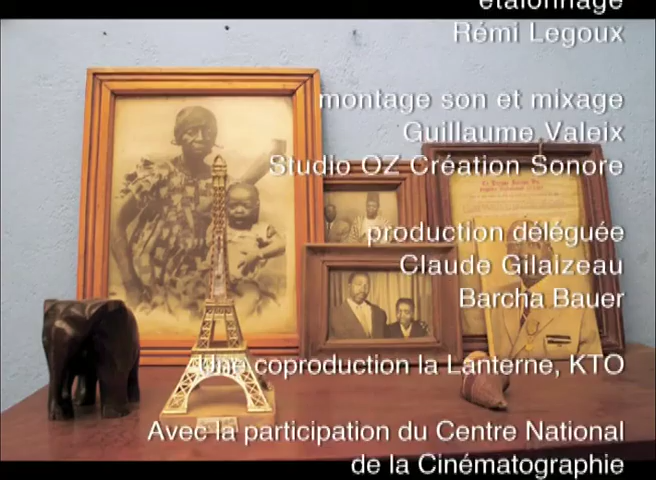 étalonnage
Rémi Legoux
montage son et mixage
Guillaume Valeix
Studio OZ Création Sonore
production déléguée
Claude Gilaizeau
Barcha Bauer
Une coproduction la Lanterne, KTO
Avec la participation du Centre National
de la Cinématographie